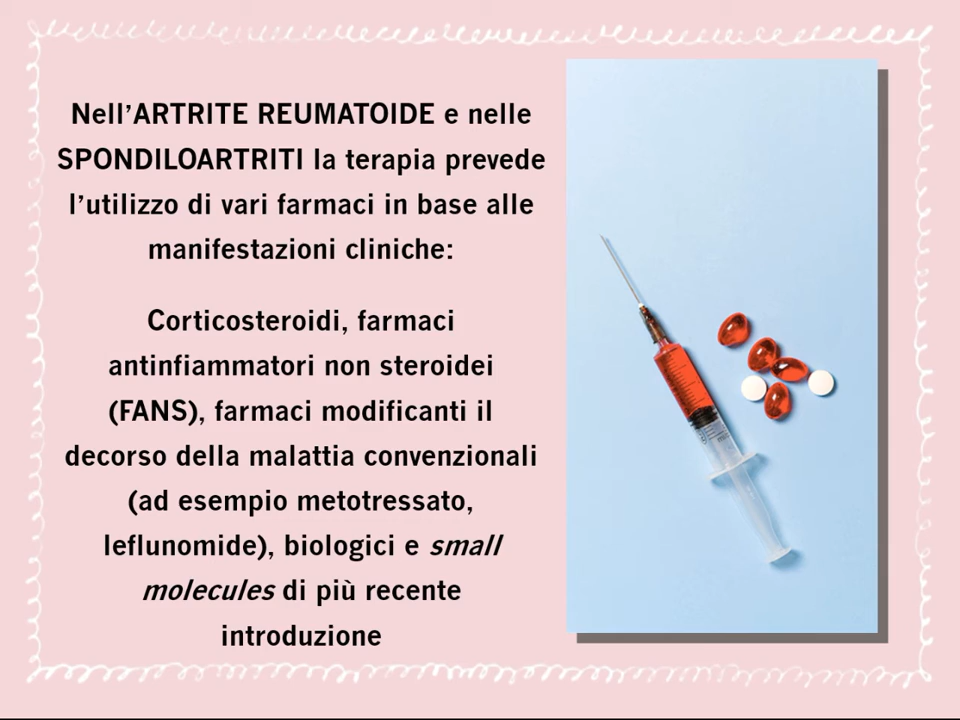 Nell'ARTRITE REUMATOIDE e nelle
SPONDILOARTRITI la terapia prevede
l'utilizzo di vari farmaci in base alle
manifestazioni cliniche:
Corticosteroidi, farmaci
antinfiammatori non steroidei
(FANS), farmaci modificanti il
decorso della malattia convenzionali
(ad esempio metotressato,
leflunomide), biologici e small
molecules di più recente
introduzione